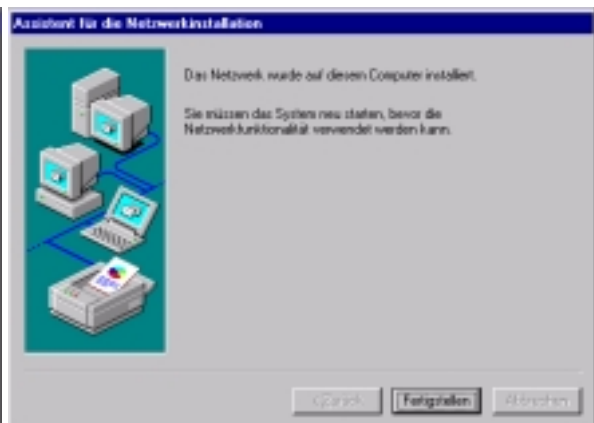 Assistent für die Netzwerkinstallation
Das Netzwerk wurde auf diesem Computer installiert.
Sie müssen das System neu starten, bevor die
Netzwerkfunktionalität verwendet werden kann.
< Zurück
Fertigstellen
Abbrechen